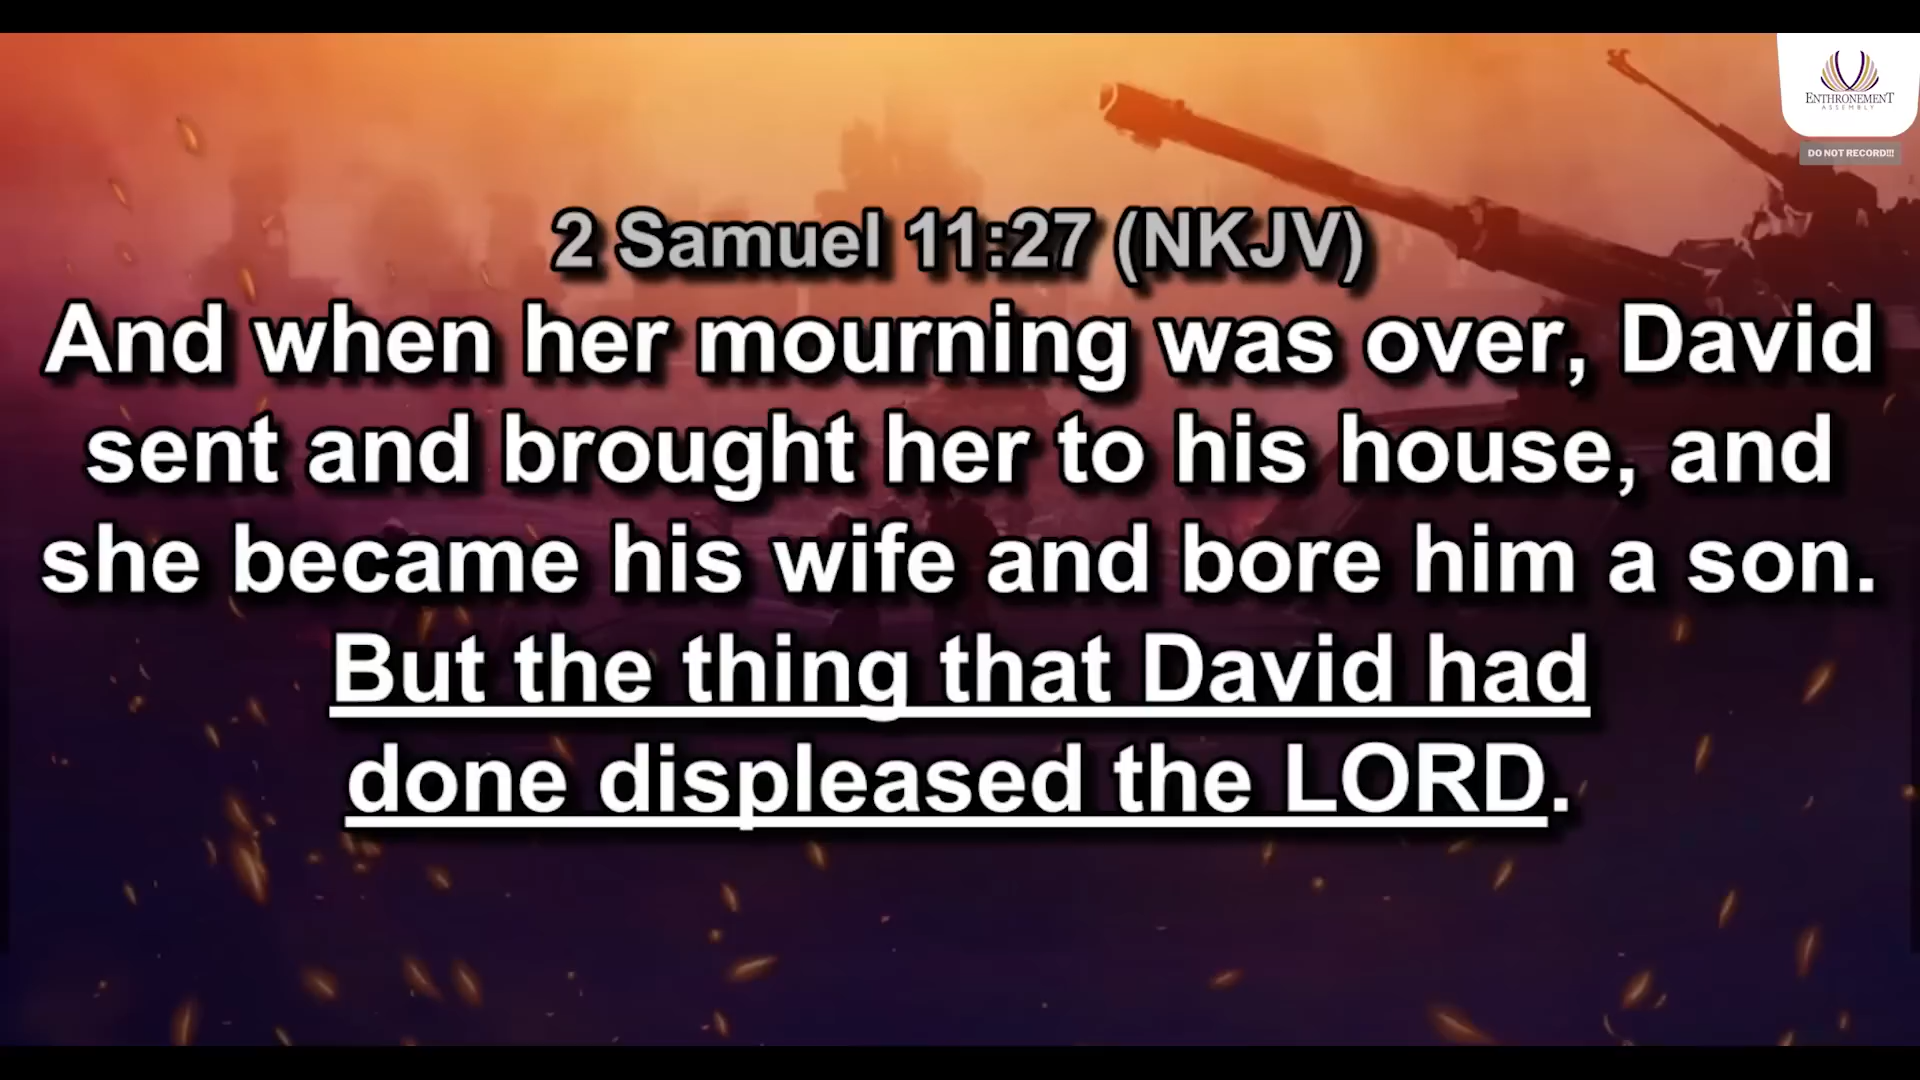 ENTHRONEMENT
ASSEMBLY
DO NOT RECORD!!!
2 Samuel 11:27 (NKJV)
And when her mourning was over, David
sent and brought her to his house, and
she became his wife and bore him a son.
But the thing that David had
done displeased the LORD.